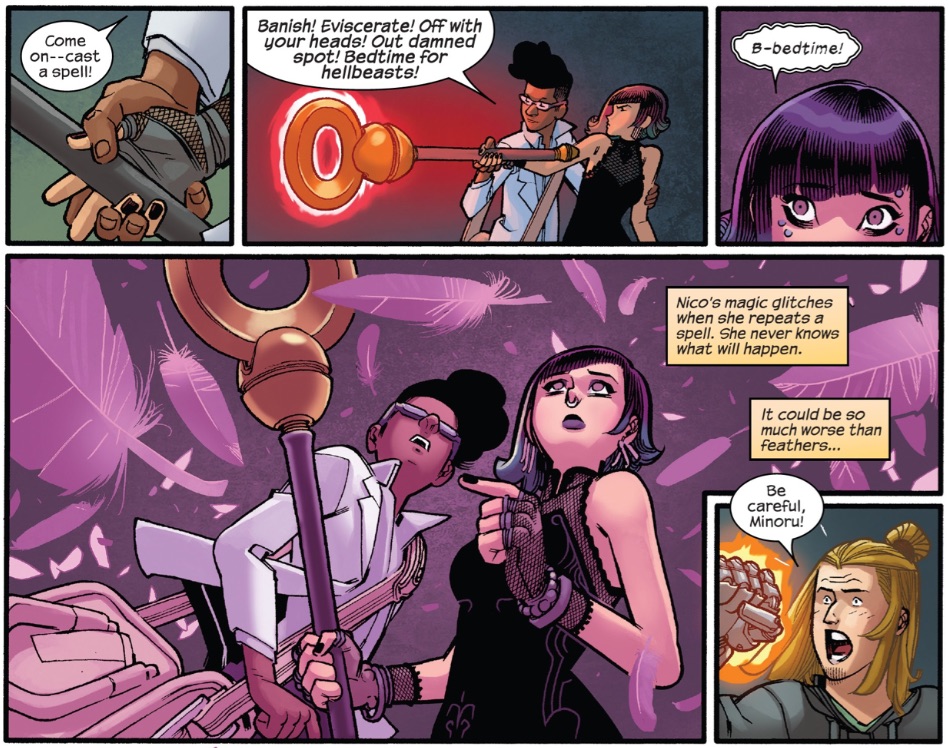 Come
on--cast
a spell!
Banish! Eviscerate! Off with
your heads! Out damned
spot! Bedtime for
hellbeasts!
B-bedtime!
Nico's magic glitches
when she repeats a
spell. She never knows
what will happen.
It could be so
much worse than
feathers...
Be
careful,
Minoru!